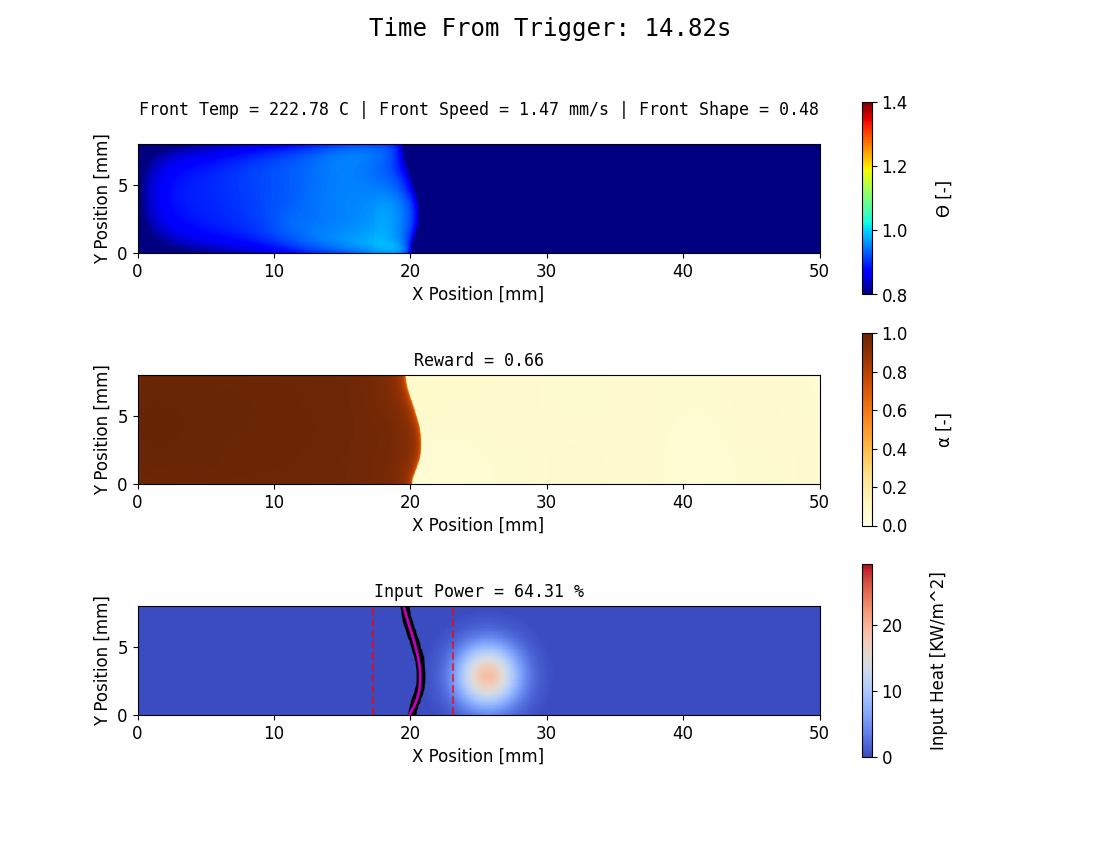 Time From Trigger: 14.82s
Front Temp = 222.78 C | Front Speed = 1.47 mm/s | Front Shape = 0.48
Y Position [mm]
5
0
0 10 20 30 40 50
X Position [mm]
1.4
1.2
1.0
0.8
Θ [-]
Reward = 0.66
Y Position [mm]
5
0
0 10 20 30 40 50
X Position [mm]
1.0
0.8
0.6
0.4
0.2
0.0
α [-]
Input Power = 64.31 %
Y Position [mm]
5
0
0 10 20 30 40 50
X Position [mm]
20
10
0
Input Heat [KW/m^2]